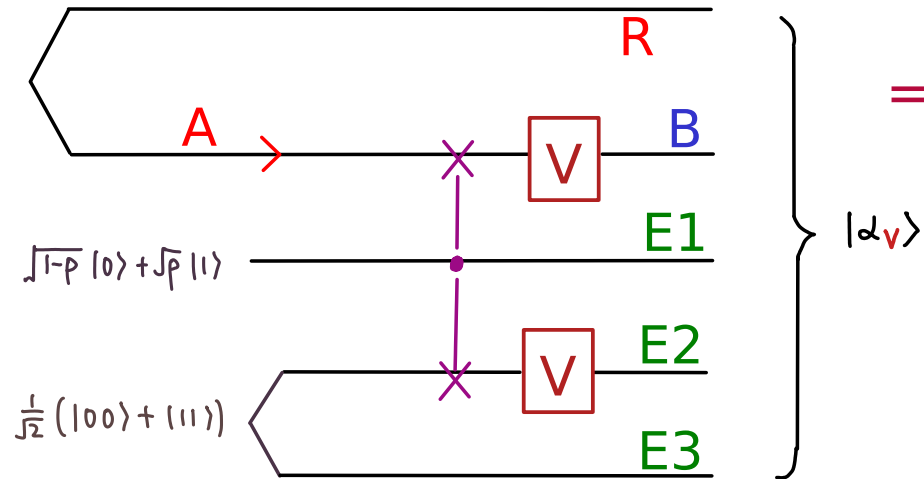 R
=
A
V
B
E1
|α_V⟩
√1-p |0⟩ + √p |1⟩
E2
V
1/√2 (|00⟩ + |11⟩)
E3